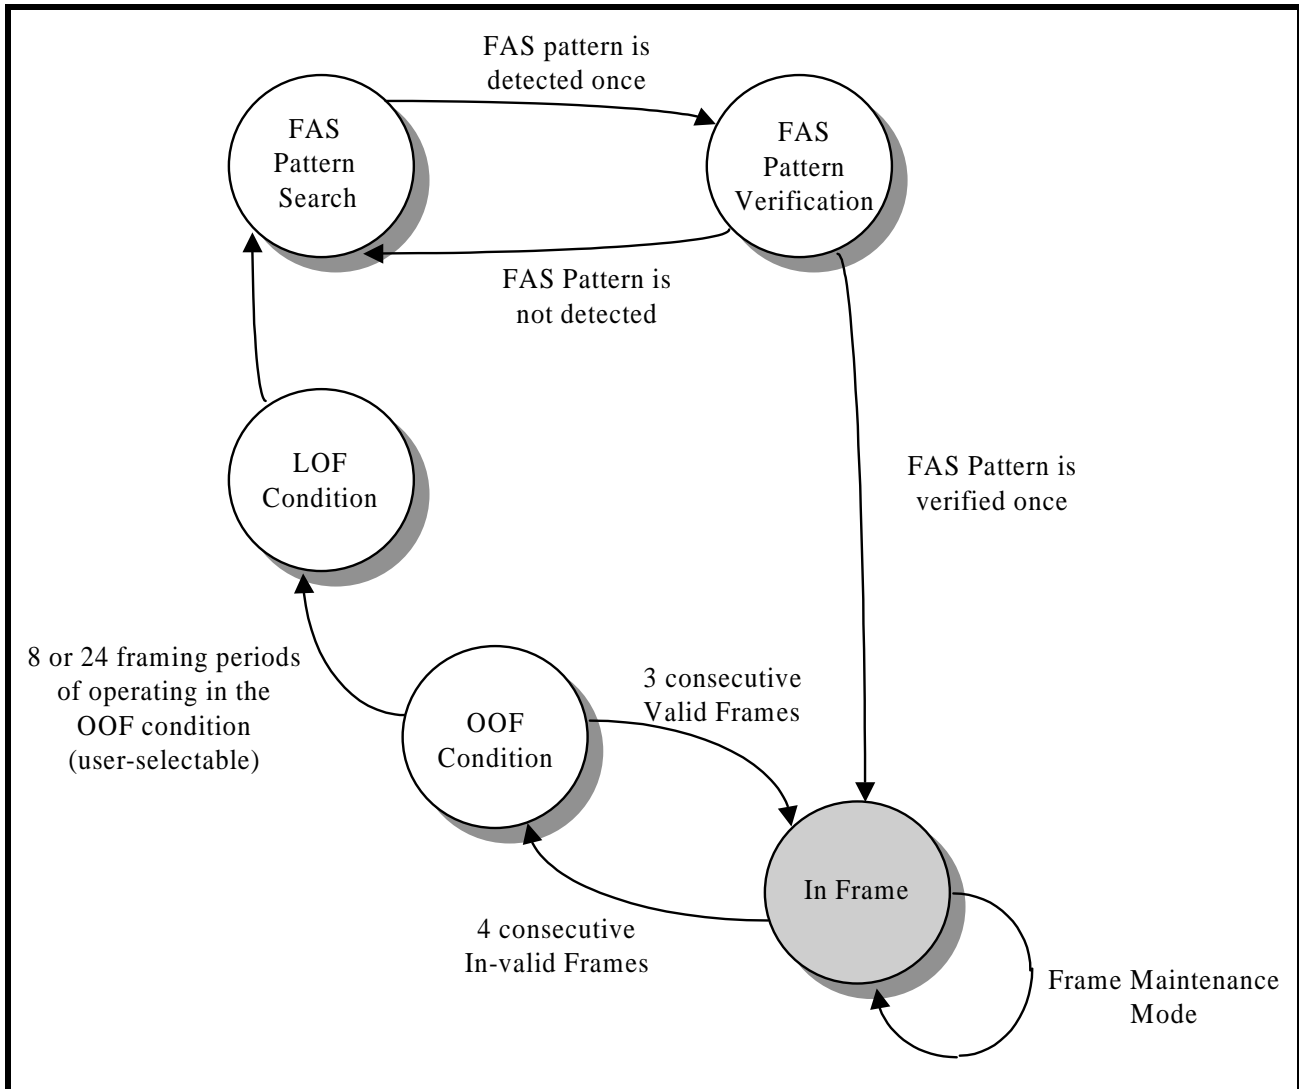 FAS pattern is
detected once
FAS
Pattern
Search
FAS
Pattern
Verification
FAS Pattern is
not detected
LOF
Condition
FAS Pattern is
verified once
8 or 24 framing periods
of operating in the
OOF condition
(user-selectable)
OOF
Condition
3 consecutive
Valid Frames
In Frame
4 consecutive
In-valid Frames
Frame Maintenance
Mode